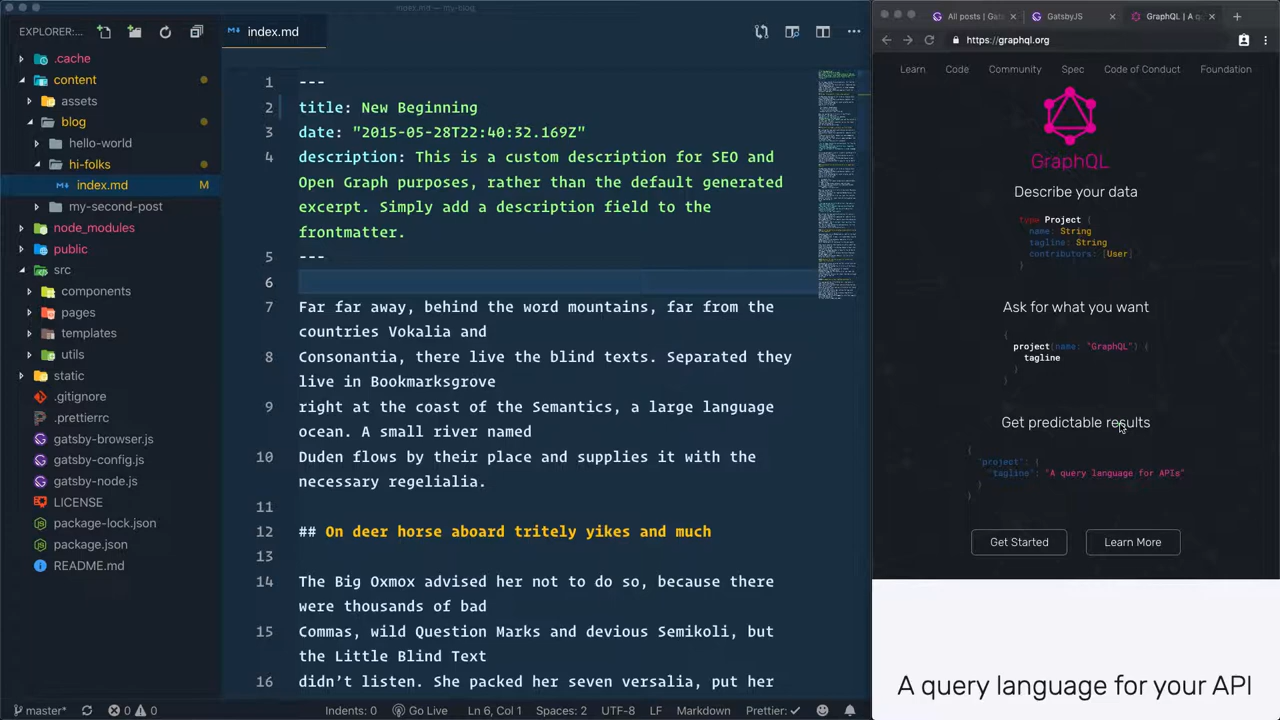 index.md — my-blog
EXPLORER:...
.cache
content
assets
blog
hello-world
hi-folks
index.md M
node_modules
public
src
components
pages
templates
utils
static
.gitignore
.prettierrc
gatsby-browser.js
gatsby-config.js
gatsby-node.js
LICENSE
package-lock.json
package.json
README.md
index.md
1 ---
2 title: New Beginning
3 date: "2015-05-28T22:40:32.169Z"
4 description: This is a custom description for SEO and
Open Graph purposes, rather than the default generated
excerpt. Simply add a description field to the
frontmatter.
5 ---
6
7 Far far away, behind the word mountains, far from the
countries Vokalia and
8 Consonantia, there live the blind texts. Separated they
live in Bookmarksgrove
9 right at the coast of the Semantics, a large language
ocean. A small river named
10 Duden flows by their place and supplies it with the
necessary regelialia.
11
12 ## On deer horse aboard tritely yikes and much
13
14 The Big Oxmox advised her not to do so, because there
were thousands of bad
15 Commas, wild Question Marks and devious Semikoli, but
the Little Blind Text
16 didn’t listen. She packed her seven versalia, put her
master* 0 0 Indents: 0 Go Live Ln 6, Col 1 Spaces: 2 UTF-8 LF Markdown Prettier: ✓
All posts | Gats GatsbyJS GraphQL | A q
https://graphql.org
Learn Code Community Spec Code of Conduct Foundation
GraphQL
Describe your data
type Project {
name: String
tagline: String
contributors: [User]
}
Ask for what you want
{
project(name: "GraphQL") {
tagline
}
}
Get predictable results
{
"project": {
"tagline": "A query language for APIs"
}
}
Get Started Learn More
A query language for your API